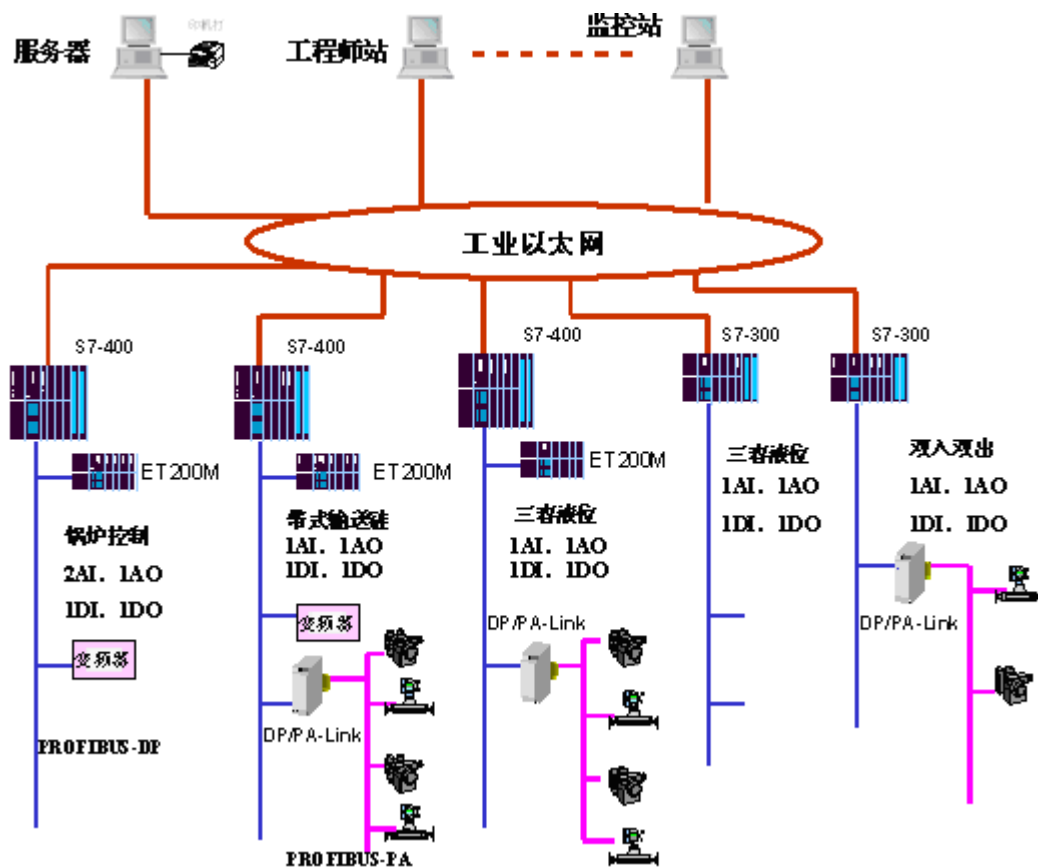 服务器
工程师站
监控站
工业以太网
S7-400
S7-400
S7-400
S7-300
S7-300
ET200M
ET200M
ET200M
锅炉控制
2AI. 1AO
1DI. 1DO
变频器
PROFIBUS-DP
带式输送硅
1AI. 1AO
1DI. 1DO
变频器
DP/PA-Link
PROFIBUS-PA
三容液位
1AI. 1AO
1DI. 1DO
DP/PA-Link
三容液位
1AI. 1AO
1DI. 1DO
双入双出
1AI. 1AO
1DI. 1DO
DP/PA-Link